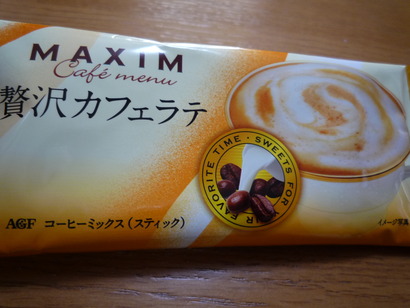 MAXIM
Café menu
贅沢カフェラテ
FAVORITE TIME・SWEETS FOR
AGF コーヒーミックス(スティック)
イメージ写真